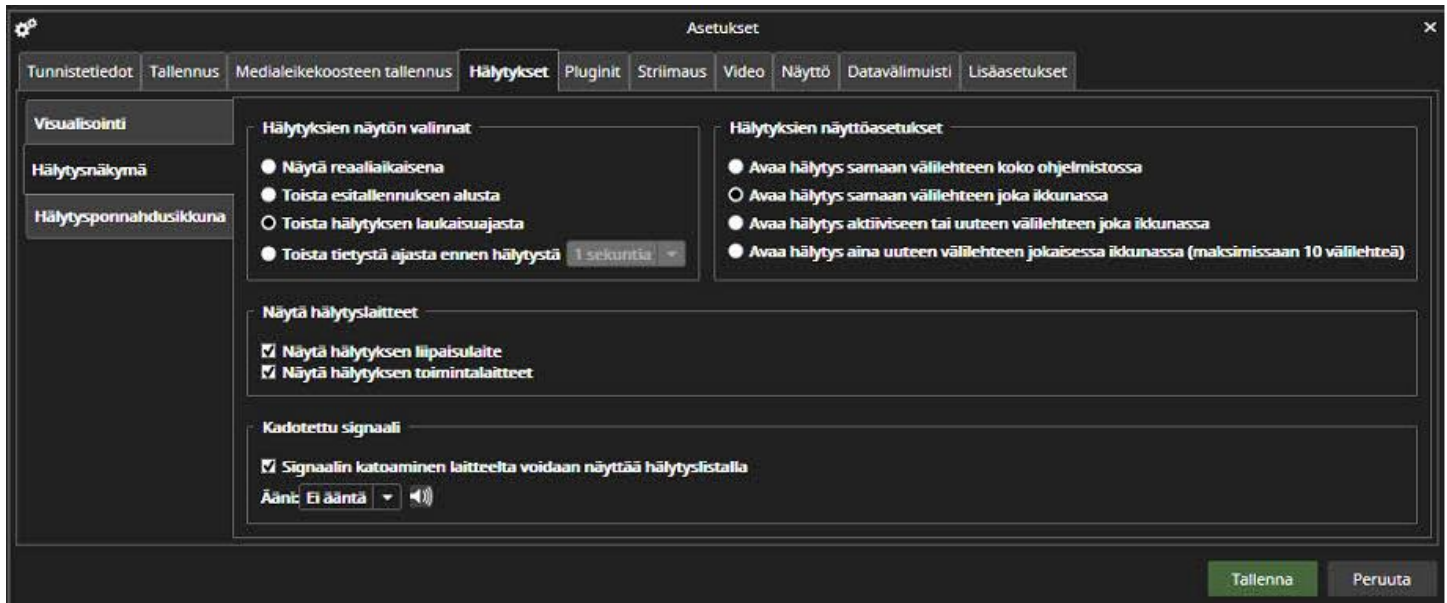 Asetukset
Tunnistetiedot Tallennus Medialeikekoosteen tallennus Hälytykset Pluginit Striimaus Video Näyttö Datavälimuisti Lisäasetukset
Visualisointi
Hälytysnäkymä
Hälytysponnahdusikkuna
Hälytyksien näytön valinnat
Näytä reaaliaikaisena
Toista esitallennuksen alusta
Toista hälytyksen laukaisuajasta
Toista tietystä ajasta ennen hälytystä 1 sekuntia
Hälytyksien näyttöasetukset
Avaa hälytys samaan välilehteen koko ohjelmistossa
Avaa hälytys samaan välilehteen joka ikkunassa
Avaa hälytys aktiiviseen tai uuteen välilehteen joka ikkunassa
Avaa hälytys aina uuteen välilehteen jokaisessa ikkunassa (maksimissaan 10 välilehteä)
Näytä hälytyslaitteet
Näytä hälytyksen liipaisulaite
Näytä hälytyksen toimintalaitteet
Kadotettu signaali
Signaalin katoaminen laitteelta voidaan näyttää hälytyslistalla
Ääni: Ei ääntä
Tallenna Peruuta